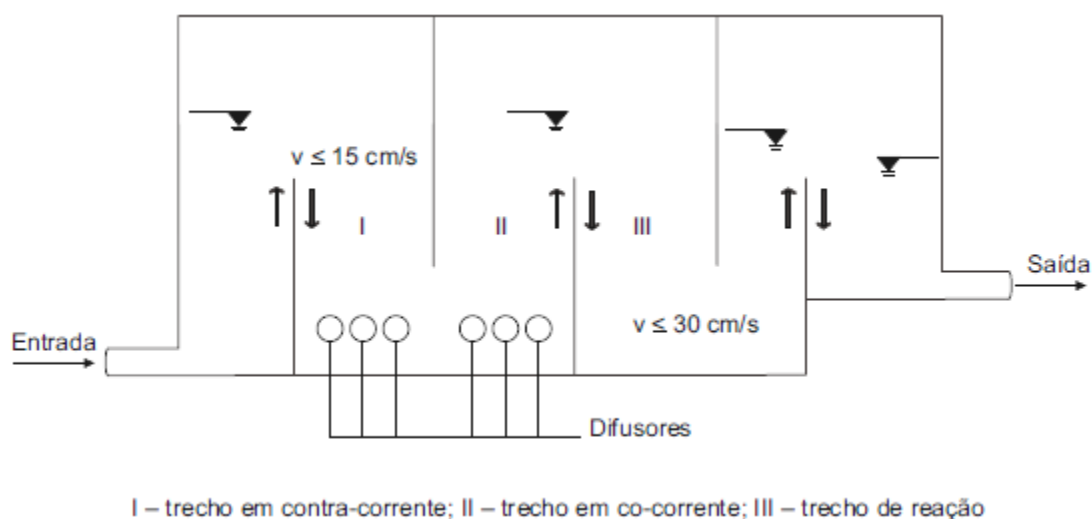 v ≤ 15 cm/s
I
II
III
Saída
v ≤ 30 cm/s
Entrada
Difusores
I – trecho em contra-corrente; II – trecho em co-corrente; III – trecho de reação